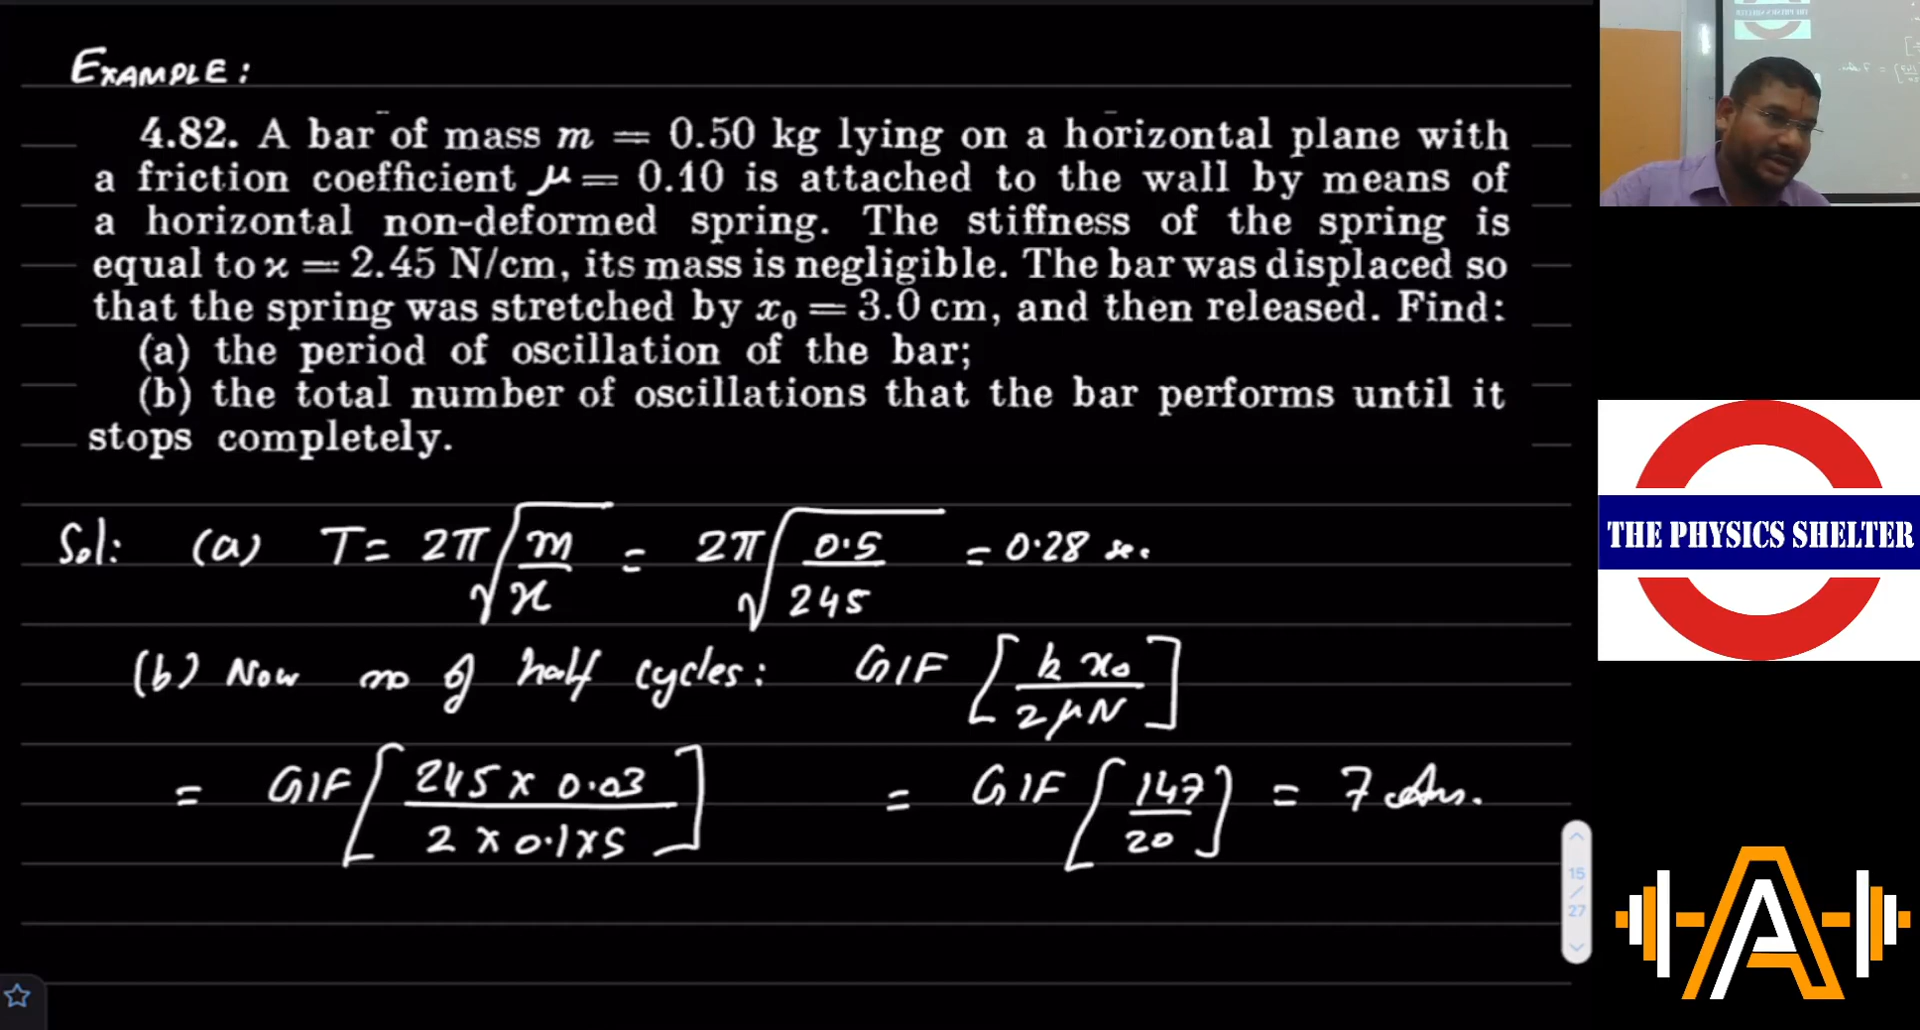 EXAMPLE:
4.82. A bar of mass m = 0.50 kg lying on a horizontal plane with
a friction coefficient μ = 0.10 is attached to the wall by means of
a horizontal non-deformed spring. The stiffness of the spring is
equal to ϰ = 2.45 N/cm, its mass is negligible. The bar was displaced so
that the spring was stretched by x₀ = 3.0 cm, and then released. Find:
(a) the period of oscillation of the bar;
(b) the total number of oscillations that the bar performs until it
stops completely.
Sol: (a) T = 2π√(m/ϰ) = 2π√(0.5/245) = 0.28 sec
(b) Now no of half cycles: GIF [k x₀ / 2μN]
= GIF [245 × 0.03 / 2 × 0.1 × 5] = GIF [147/20] = 7 Ans.
THE PHYSICS SHELTER
15
/
27
A